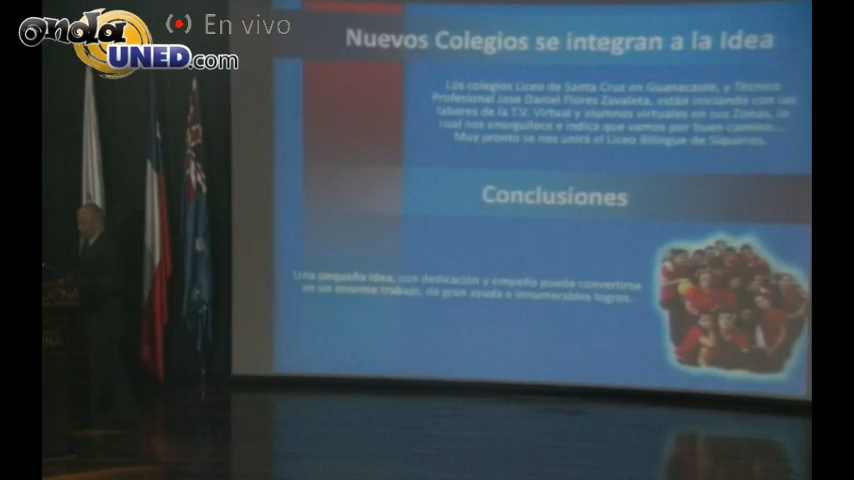 onda
UNED.com
En vivo
Nuevos Colegios se integran a la Idea
Los colegios Liceo de Santa Cruz en Guanacaste, y Técnico
Profesional Jose Daniel Flores Zavaleta, están iniciando con las
labores de la T.V. Virtual y alumnos virtuales en sus Zonas, lo
cual nos enorgullece e indica que vamos por buen camino...
Muy pronto se nos unirá el Liceo Bilingue de Siquirres.
Conclusiones
Una pequeña idea, con dedicación y empeño puede convertirse
en un enorme trabajo, de gran ayuda e innumerables logros.